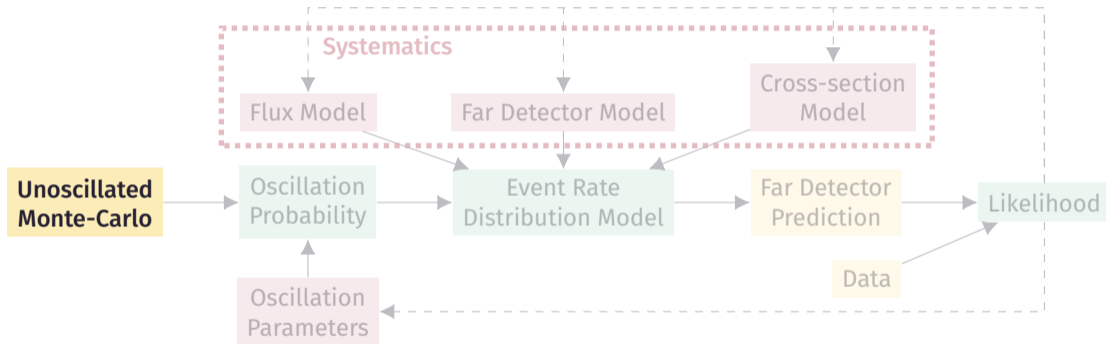 Systematics
Flux Model
Far Detector Model
Cross-section
Model
Unoscillated
Monte-Carlo
Oscillation
Probability
Event Rate
Distribution Model
Far Detector
Prediction
Likelihood
Data
Oscillation
Parameters